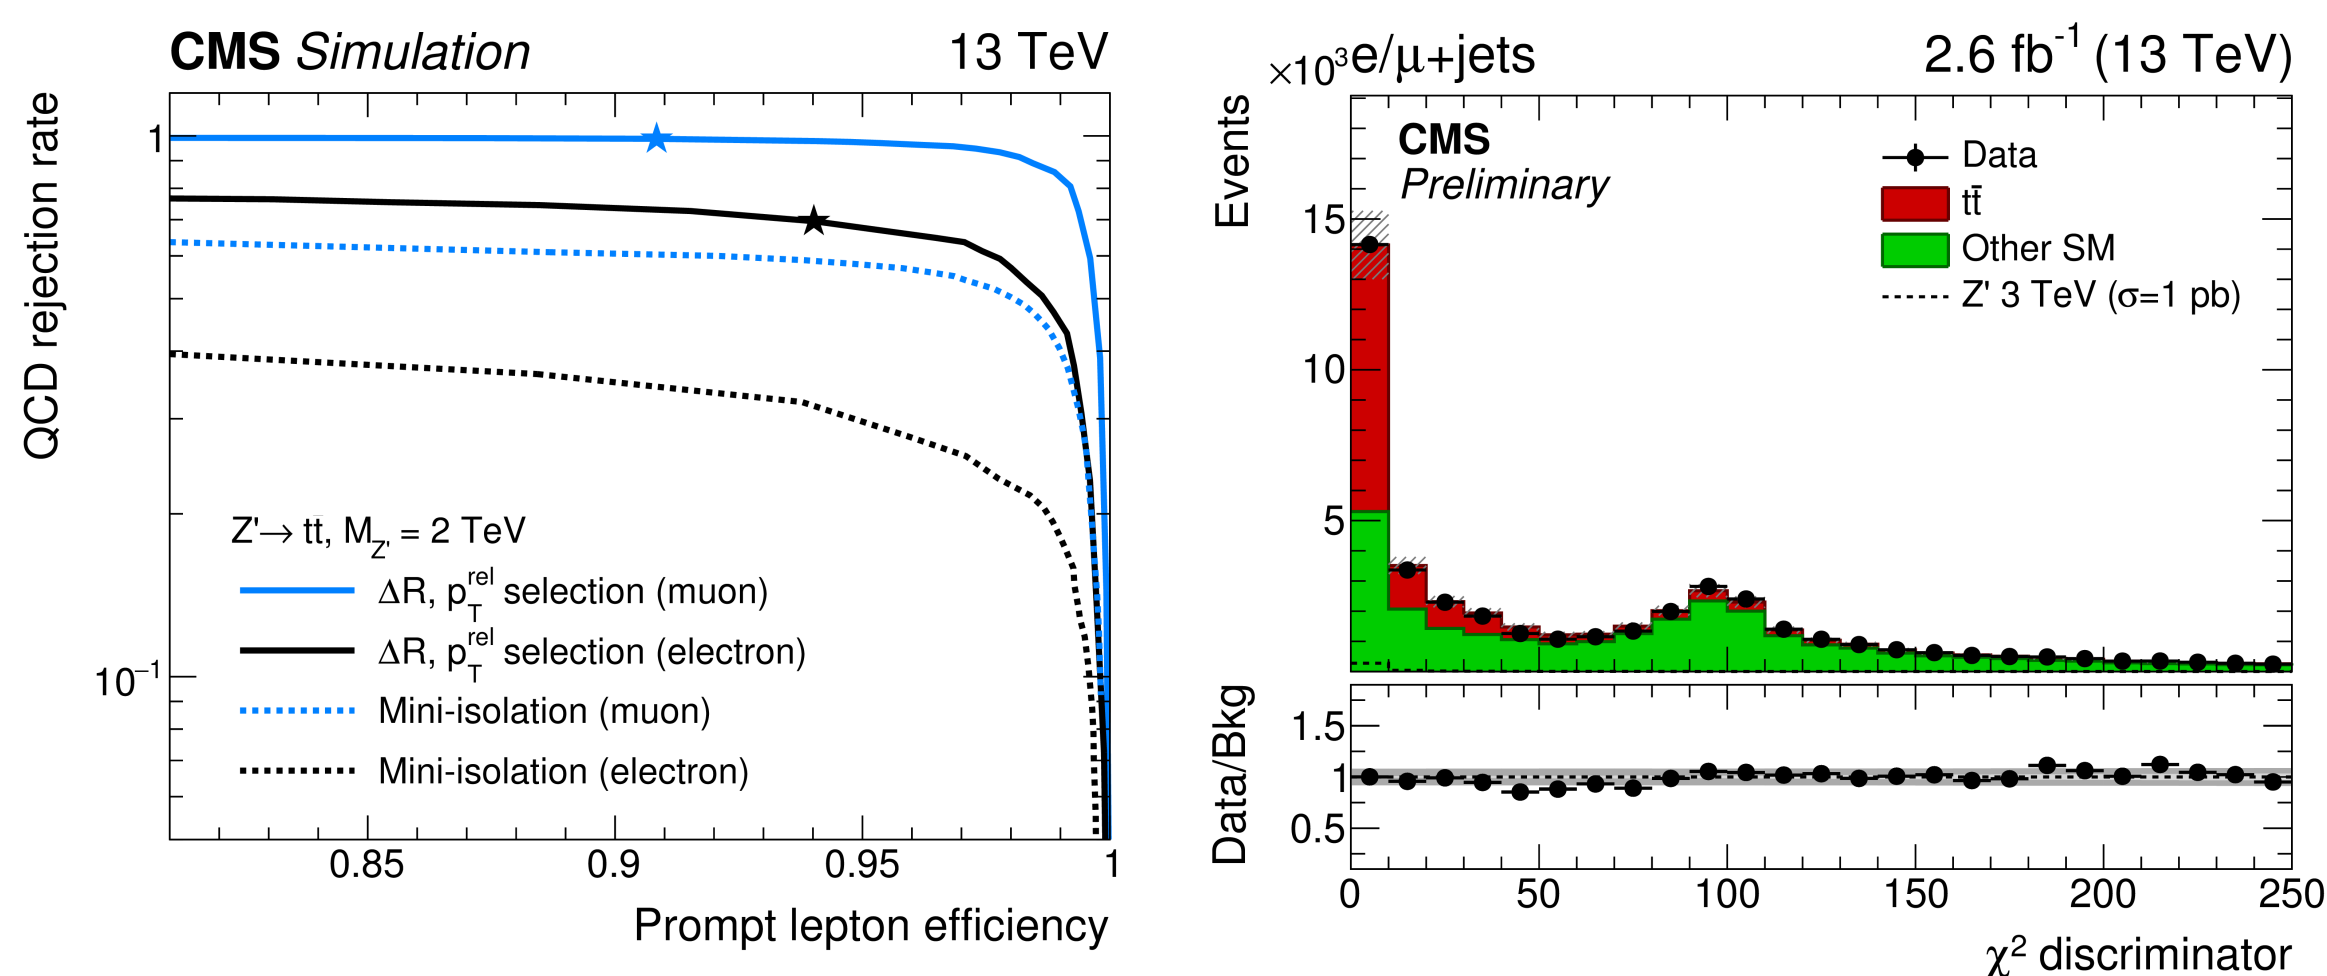 CMS Simulation 13 TeV
QCD rejection rate
1
10⁻¹
Z'→ tt̄, M_Z' = 2 TeV
ΔR, p_T^rel selection (muon)
ΔR, p_T^rel selection (electron)
Mini-isolation (muon)
Mini-isolation (electron)
0.85 0.9 0.95 1
Prompt lepton efficiency
×10³ e/μ+jets 2.6 fb⁻¹ (13 TeV)
Events
CMS
Preliminary
Data
tt̄
Other SM
Z' 3 TeV (σ=1 pb)
15
10
5
Data/Bkg
1.5
1
0.5
0 50 100 150 200 250
χ² discriminator